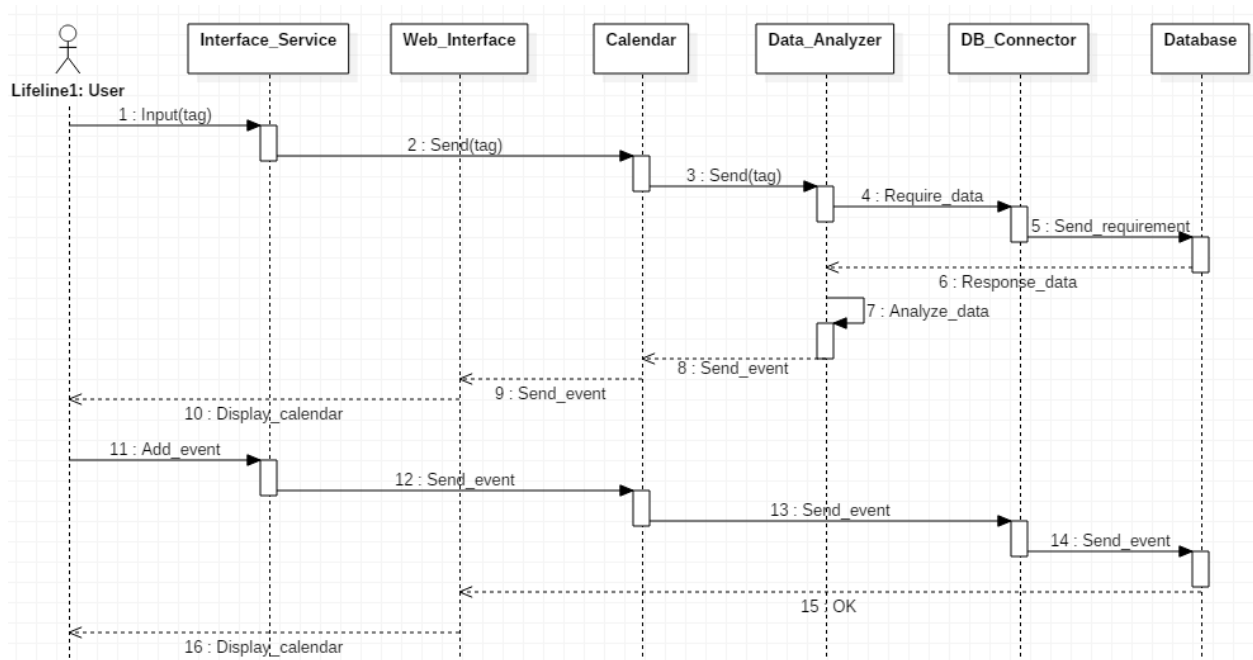 Interface_Service
Web_Interface
Calendar
Data_Analyzer
DB_Connector
Database
Lifeline1: User
1 : Input(tag)
2 : Send(tag)
3 : Send(tag)
4 : Require_data
5 : Send_requirement
6 : Response_data
7 : Analyze_data
8 : Send_event
9 : Send_event
10 : Display_calendar
11 : Add_event
12 : Send_event
13 : Send_event
14 : Send_event
15 : OK
16 : Display_calendar